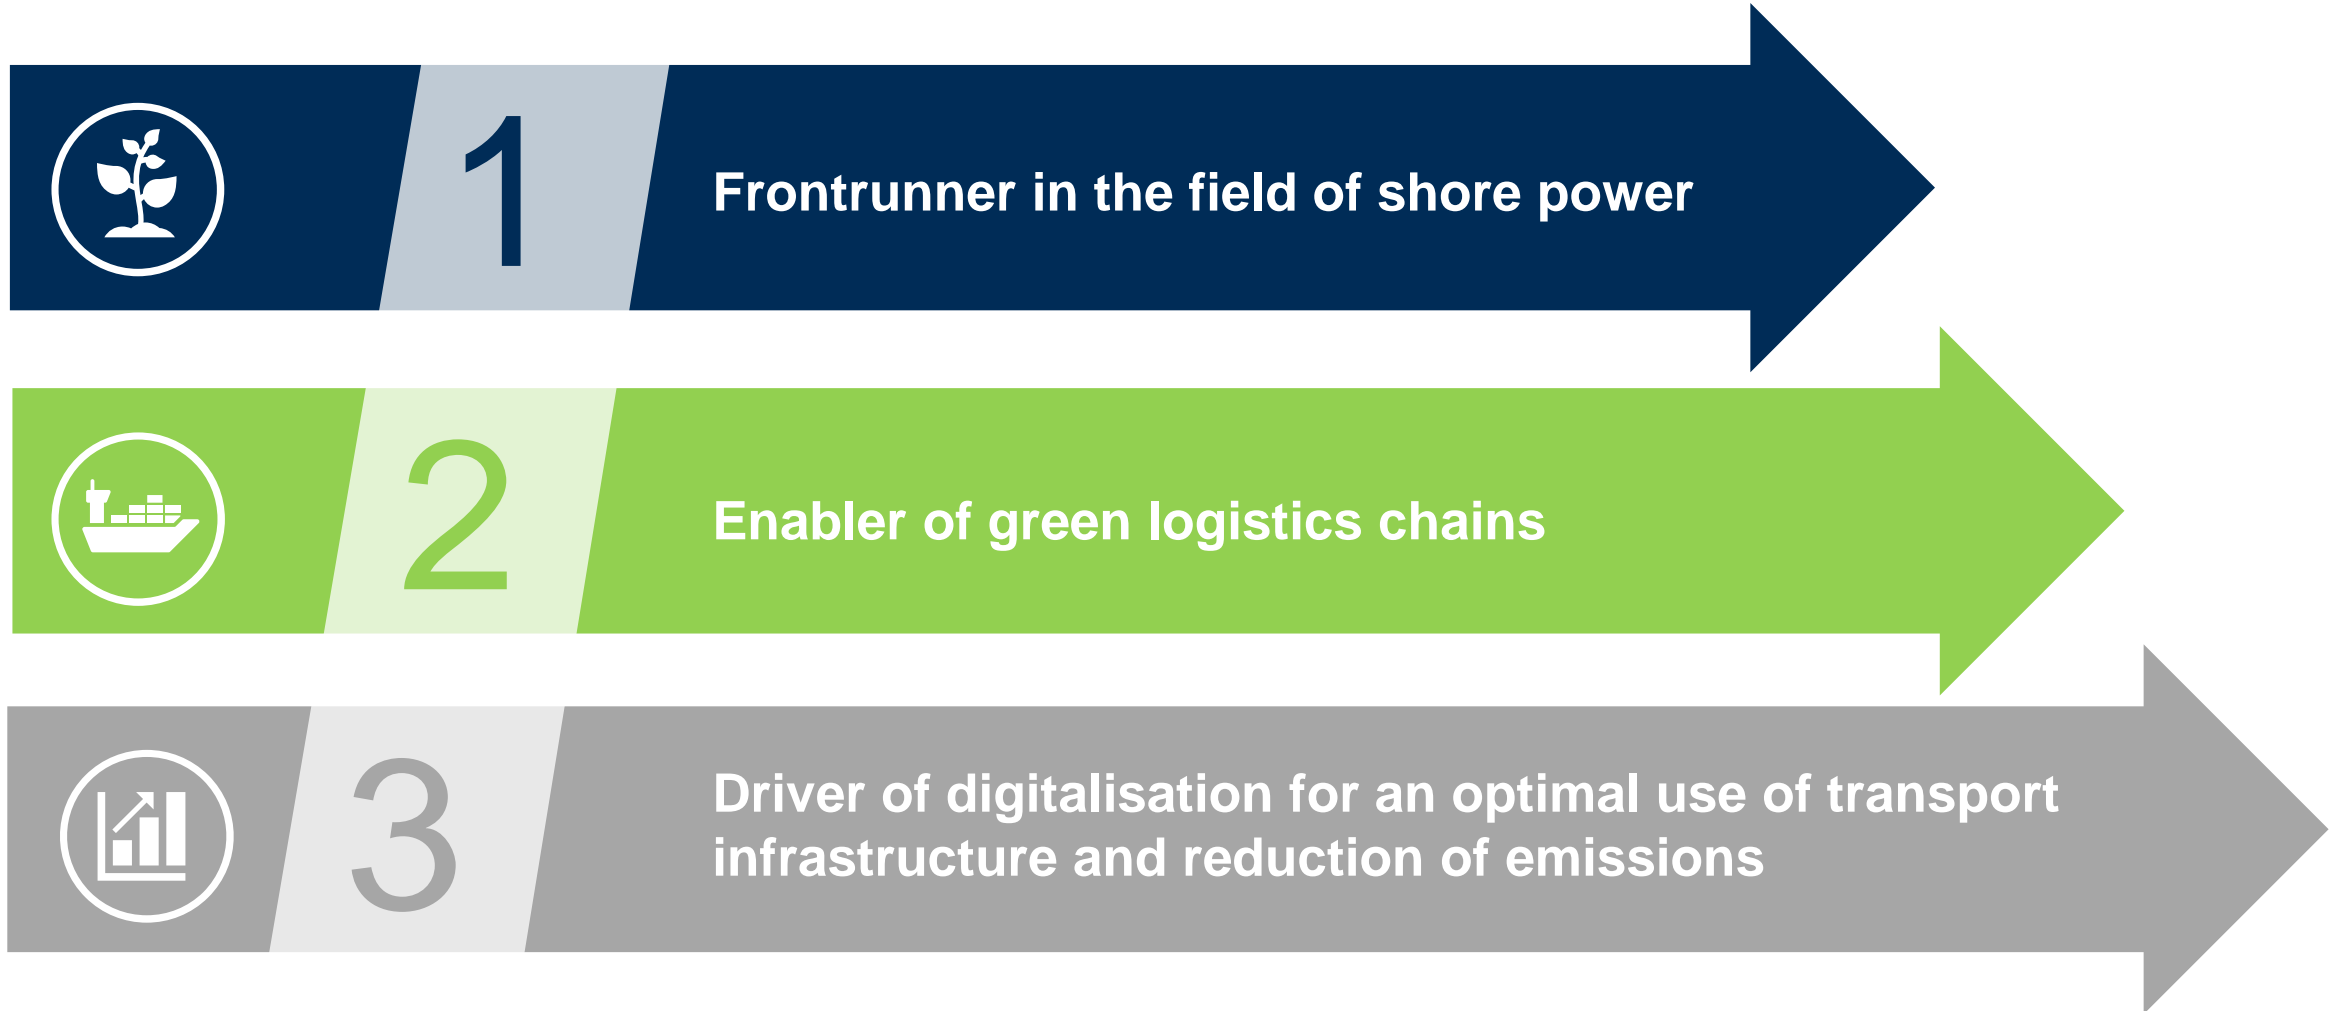 1
Frontrunner in the field of shore power
2
Enabler of green logistics chains
3
Driver of digitalisation for an optimal use of transport
infrastructure and reduction of emissions